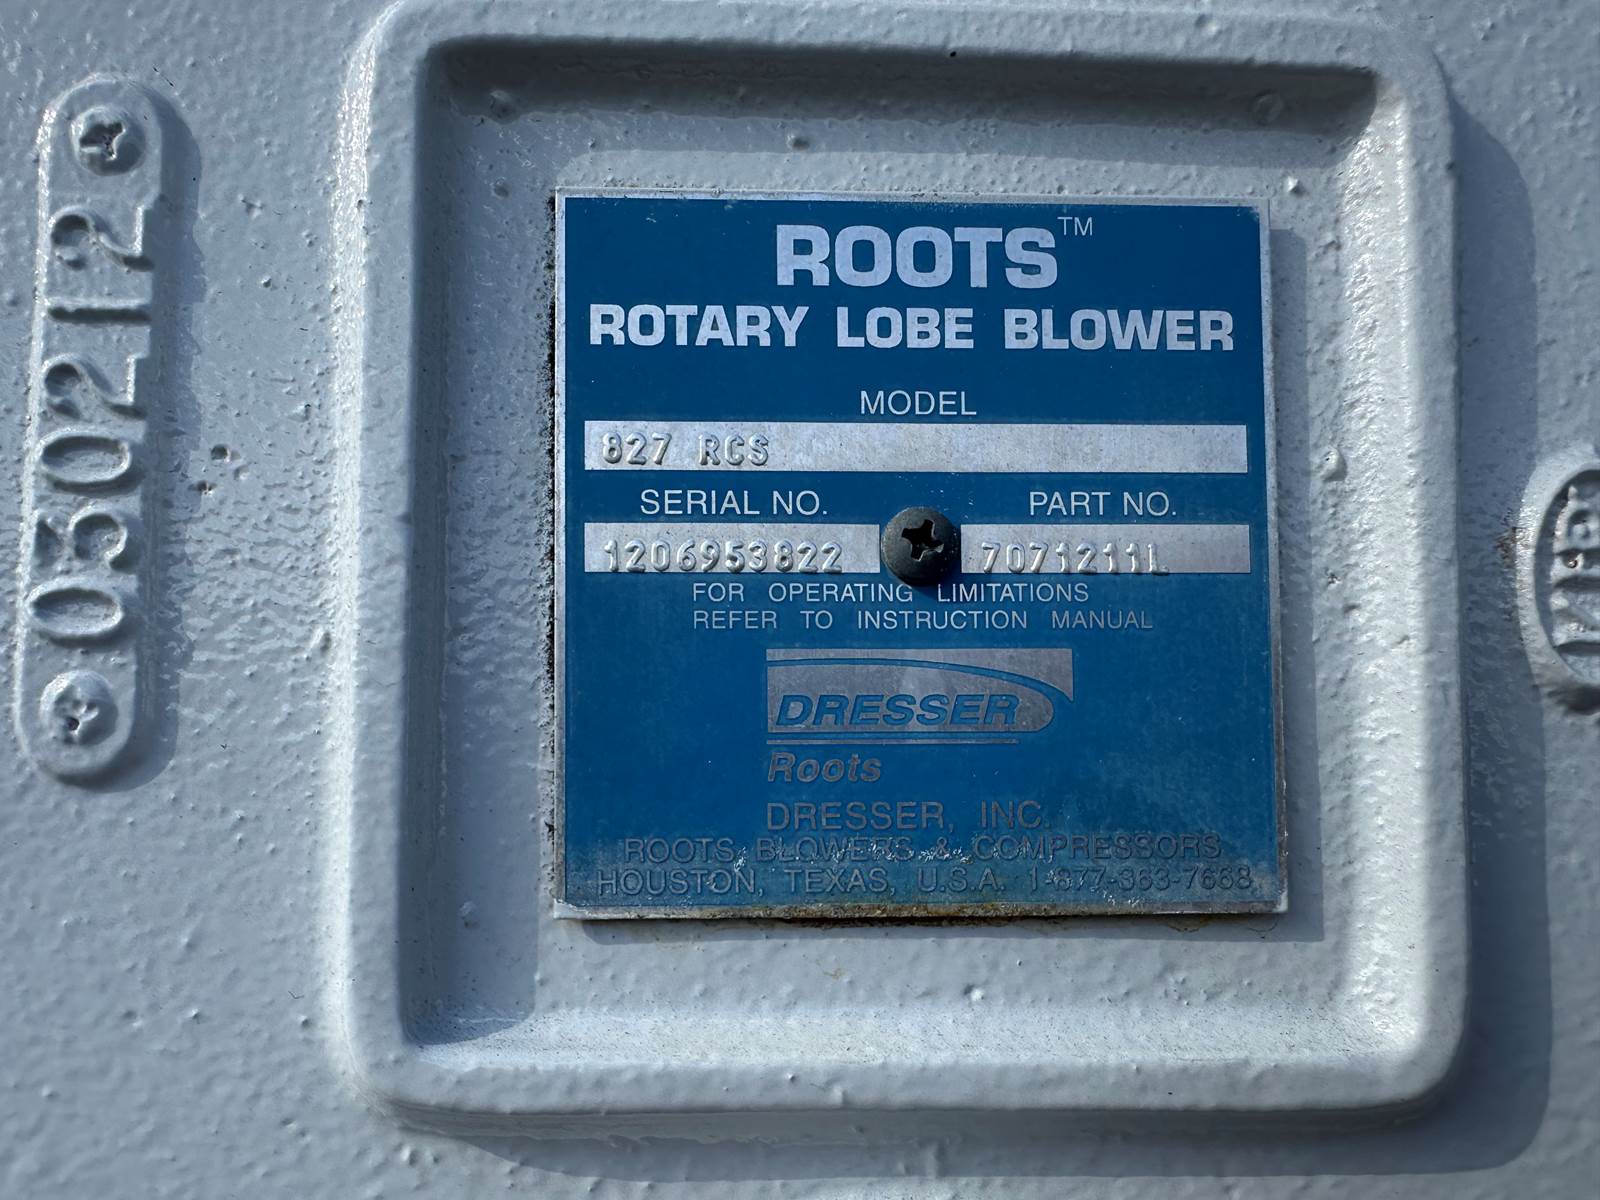 030212
ROOTS™
ROTARY LOBE BLOWER
MODEL
827 RCS
SERIAL NO. PART NO.
1206953822 7071211L
FOR OPERATING LIMITATIONS
REFER TO INSTRUCTION MANUAL
DRESSER
Roots
DRESSER, INC.
ROOTS BLOWERS & COMPRESSORS
HOUSTON, TEXAS, U.S.A. 1-877-363-7668